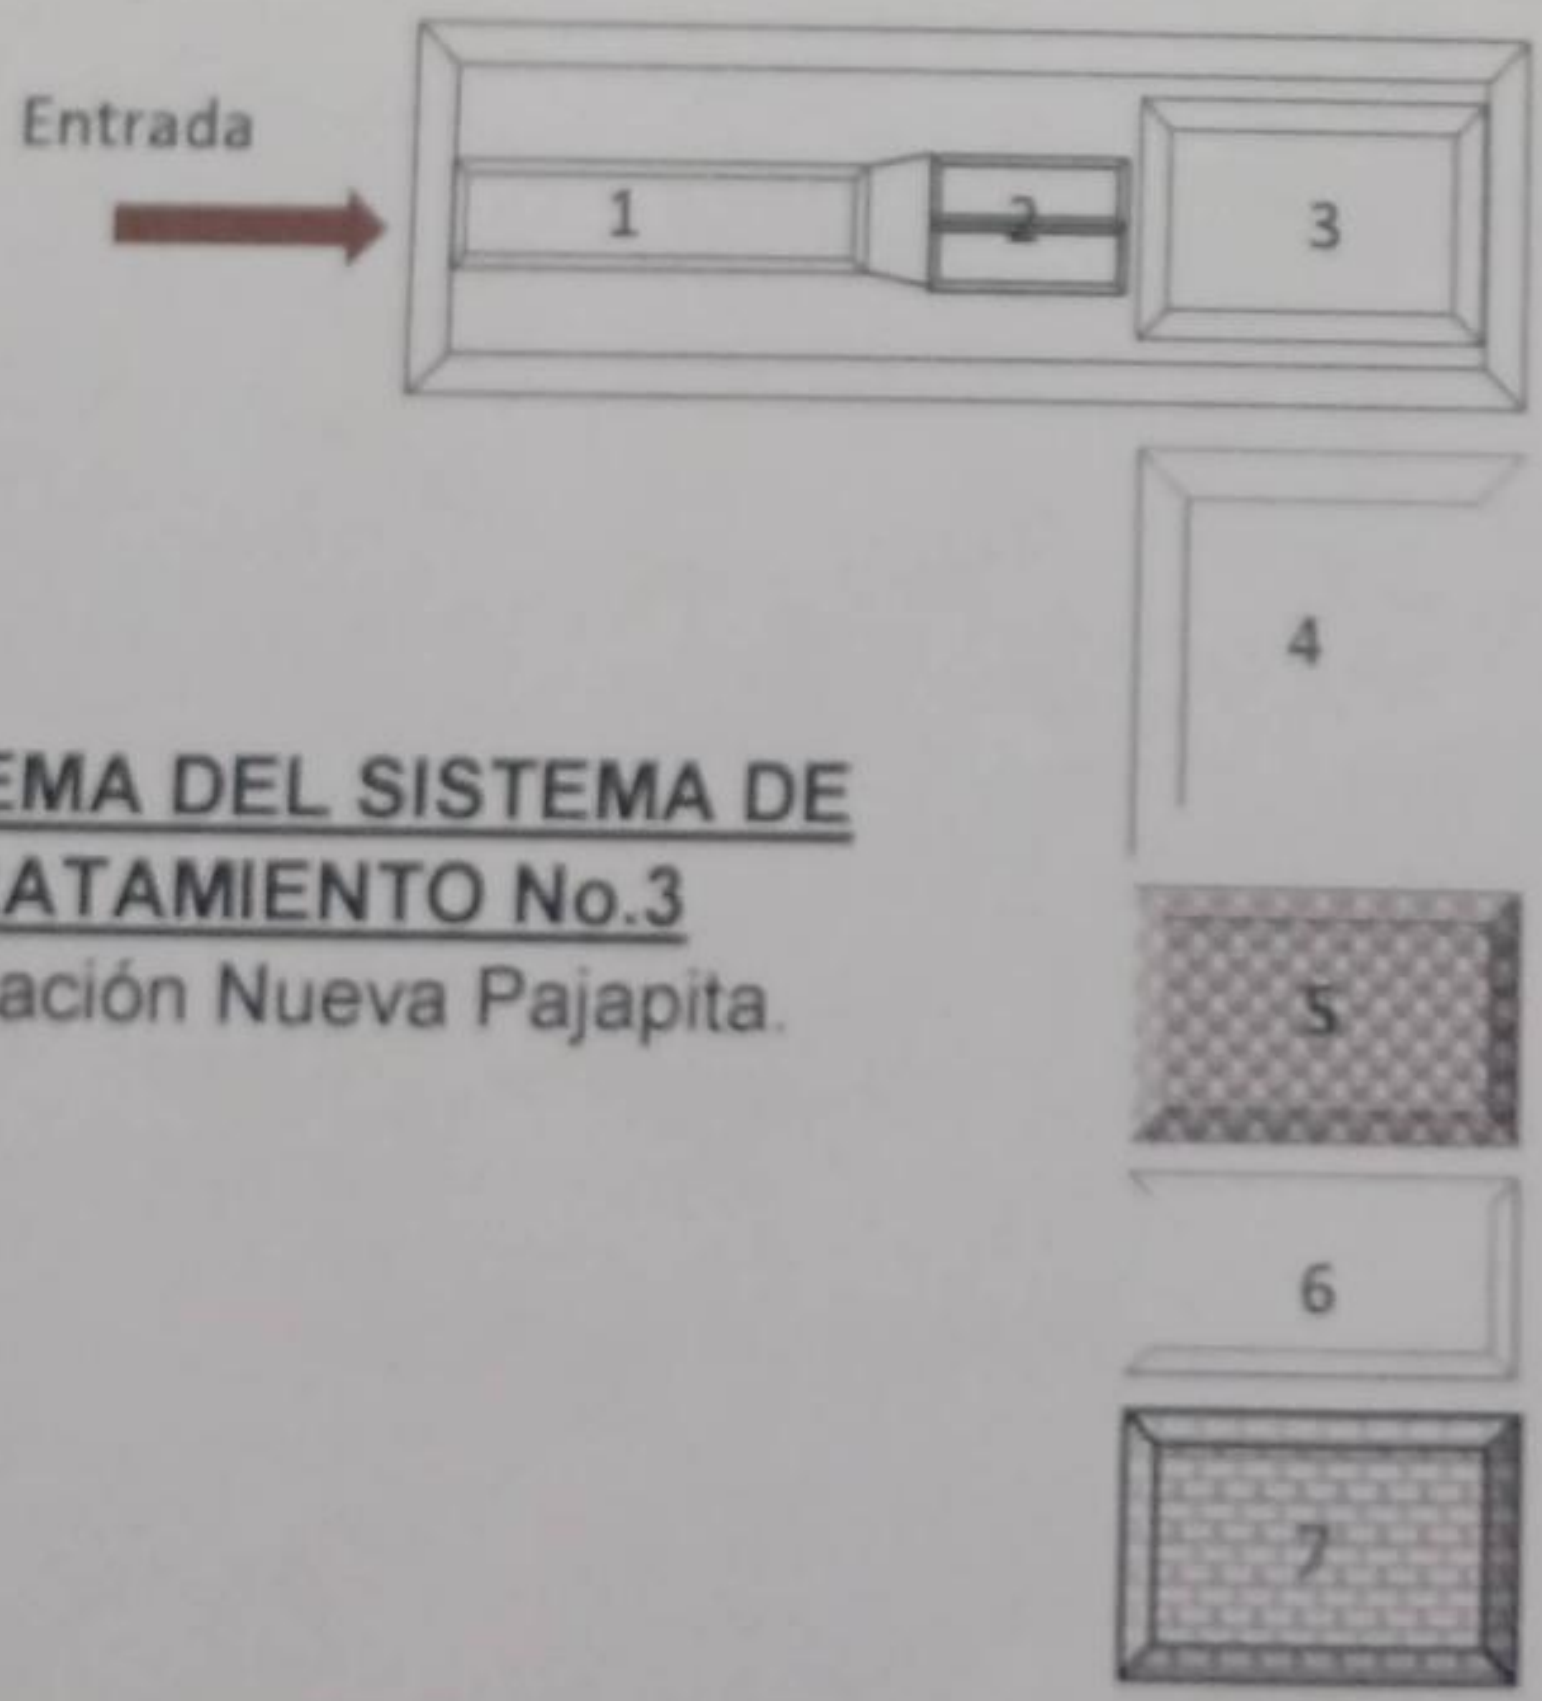 Entrada
1
2
3
4
EMA DEL SISTEMA DE
ATAMIENTO No.3
ación Nueva Pajapita.
5
6
7